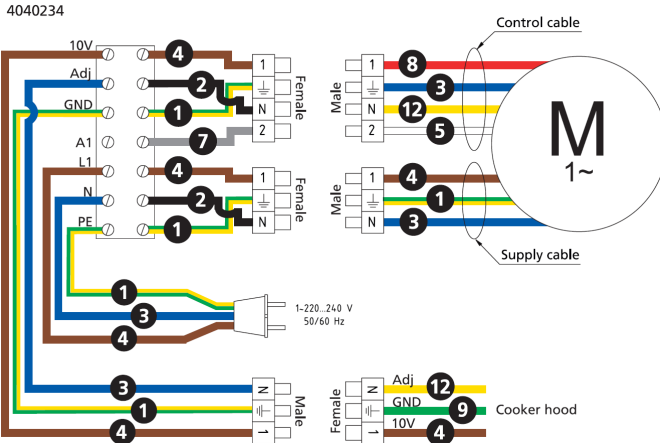 4040234
Control cable
10V 4 1 1 8
Adj 2 3
Female Male
GND 1 N N 12
A1 7 2 2 5
M
1~
L1 4 1 1 4
N 2 1
Female Male
PE 1 N N 3
Supply cable
1
3
4
1~220...240 V
50/60 Hz
3 N N Adj 12
1 Male Female GND 9 Cooker hood
4 1 1 10V 4